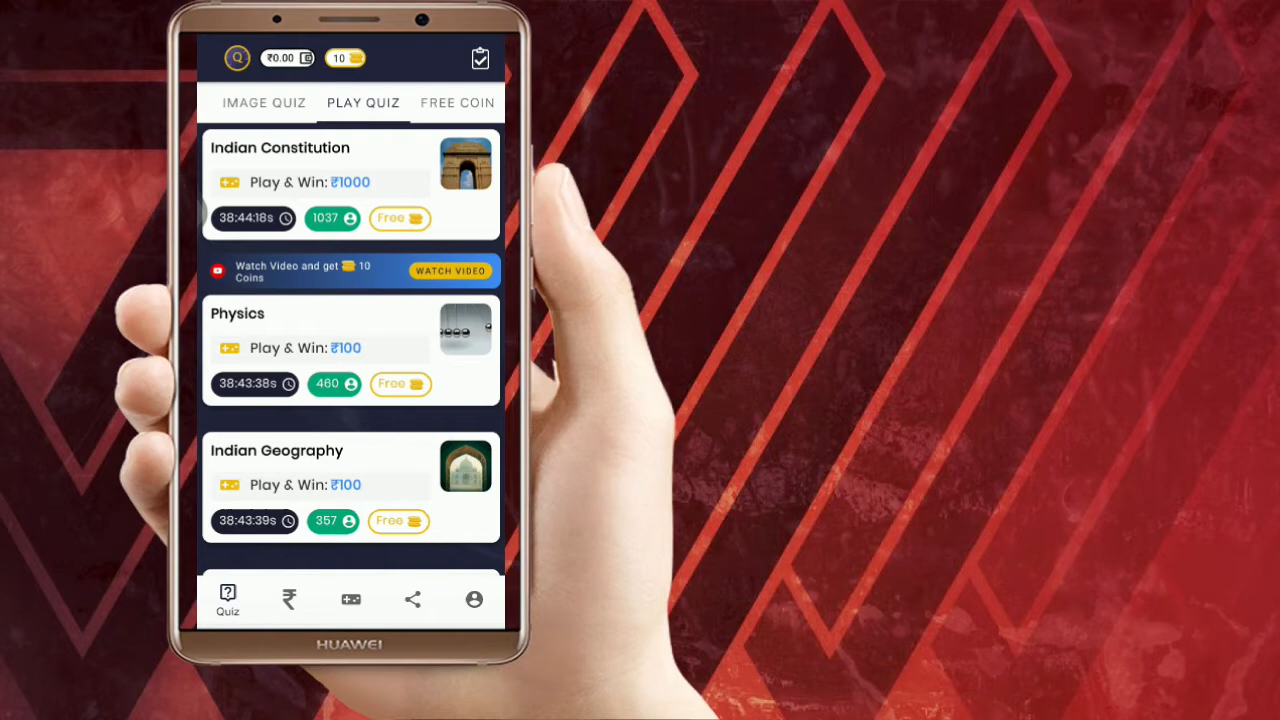 Q ₹0.00 10
IMAGE QUIZ PLAY QUIZ FREE COIN
Indian Constitution
Play & Win: ₹1000
38:44:18s 1037 Free
Watch Video and get 10
Coins
WATCH VIDEO
Physics
Play & Win: ₹100
38:43:38s 460 Free
Indian Geography
Play & Win: ₹100
38:43:39s 357 Free
₹
Quiz
HUAWEI